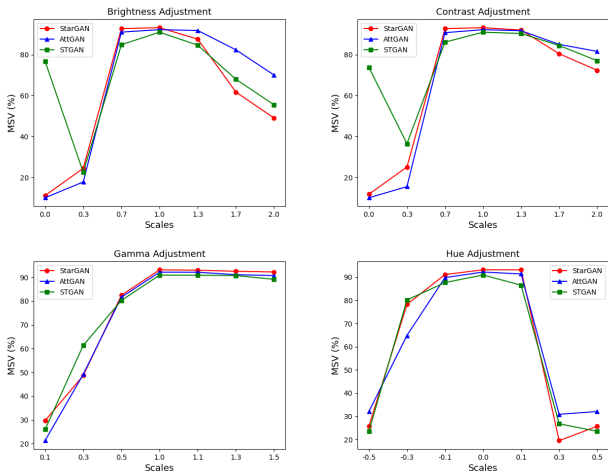 Brightness Adjustment
StarGAN
AttGAN
STGAN
MSV (%)
80
60
40
20
0.0 0.3 0.7 1.0 1.3 1.7 2.0
Scales
Contrast Adjustment
StarGAN
AttGAN
STGAN
MSV (%)
80
60
40
20
0.0 0.3 0.7 1.0 1.3 1.7 2.0
Scales
Gamma Adjustment
StarGAN
AttGAN
STGAN
MSV (%)
90
80
70
60
50
40
30
20
0.1 0.3 0.5 1.0 1.1 1.3 1.5
Scales
Hue Adjustment
StarGAN
AttGAN
STGAN
MSV (%)
90
80
70
60
50
40
30
20
-0.5 -0.3 -0.1 0.0 0.1 0.3 0.5
Scales